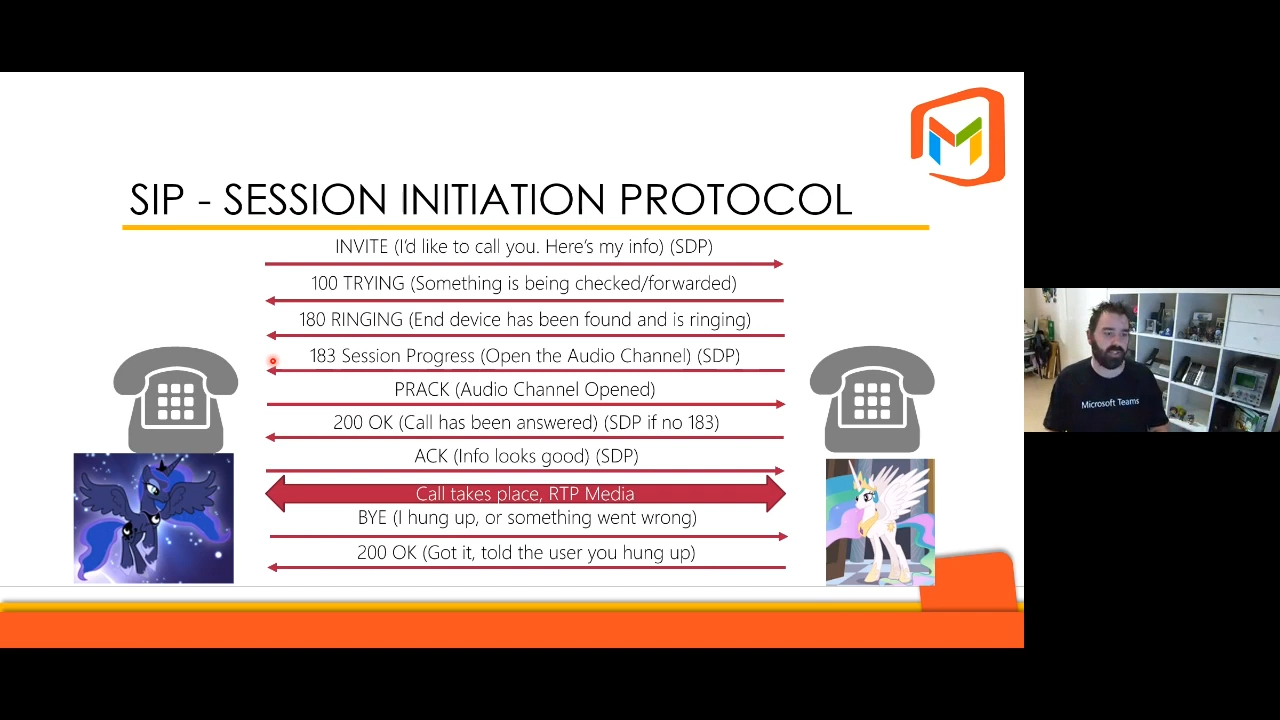 SIP - SESSION INITIATION PROTOCOL
INVITE (I'd like to call you. Here's my info) (SDP)
100 TRYING (Something is being checked/forwarded)
180 RINGING (End device has been found and is ringing)
183 Session Progress (Open the Audio Channel) (SDP)
PRACK (Audio Channel Opened)
200 OK (Call has been answered) (SDP if no 183)
ACK (Info looks good) (SDP)
Call takes place, RTP Media
BYE (I hung up, or something went wrong)
200 OK (Got it, told the user you hung up)
Microsoft Teams